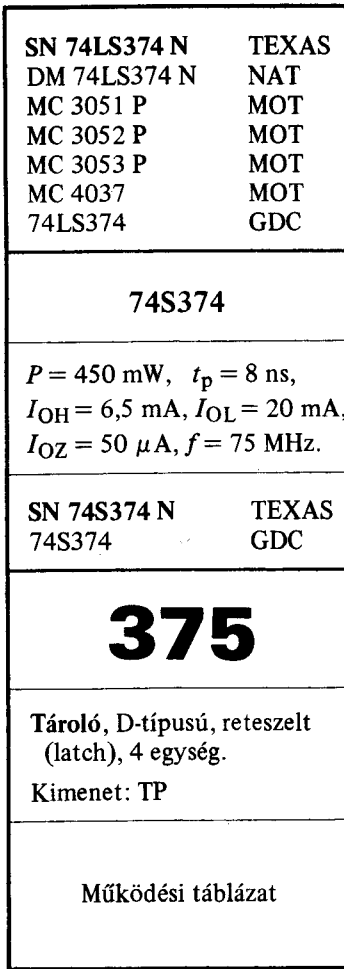 SN 74LS374 N TEXAS
DM 74LS374 N NAT
MC 3051 P MOT
MC 3052 P MOT
MC 3053 P MOT
MC 4037 MOT
74LS374 GDC
74S374
P = 450 mW, tp = 8 ns,
IOH = 6,5 mA, IOL = 20 mA,
IOZ = 50 μA, f = 75 MHz.
SN 74S374 N TEXAS
74S374 GDC
375
Tároló, D-típusú, reteszelt
(latch), 4 egység.
Kimenet: TP
Működési táblázat